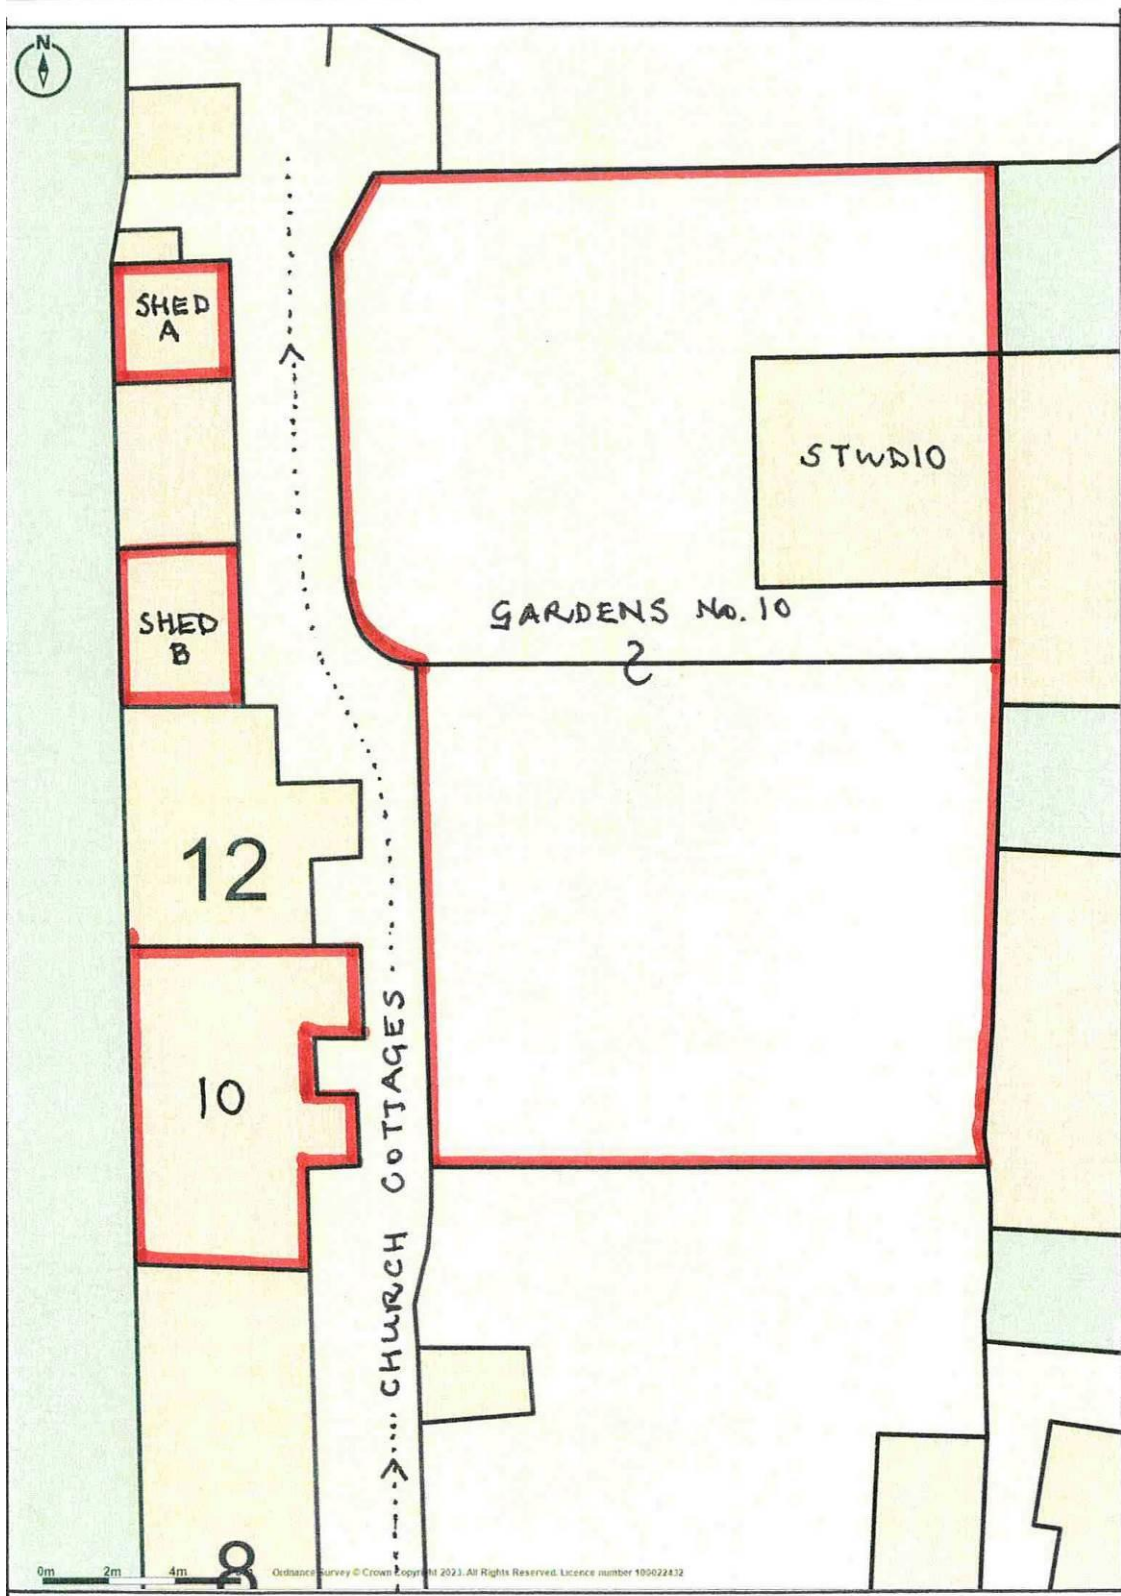 N
SHED
A
STUDIO
GARDENS No. 10
SHED
B
12
10
CHURCH COTTAGES
8
0m 2m 4m
Ordnance Survey © Crown Copyright 2023. All Rights Reserved. Licence number 100022432